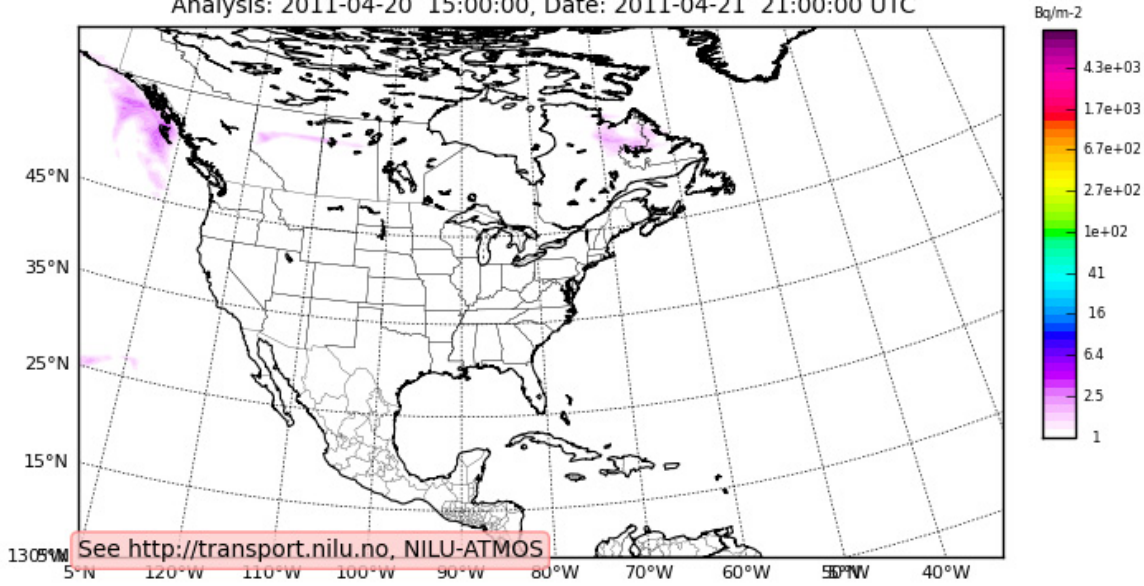 Analysis: 2011-04-20 15:00:00, Date: 2011-04-21 21:00:00 UTC
Bq/m-2
4.3e+03
1.7e+03
6.7e+02
2.7e+02
1e+02
41
16
6.4
2.5
1
45°N
35°N
25°N
15°N
See http://transport.nilu.no, NILU-ATMOS
5°N 120°W 100°W 90°W 80°W 70°W 60°W 40°W